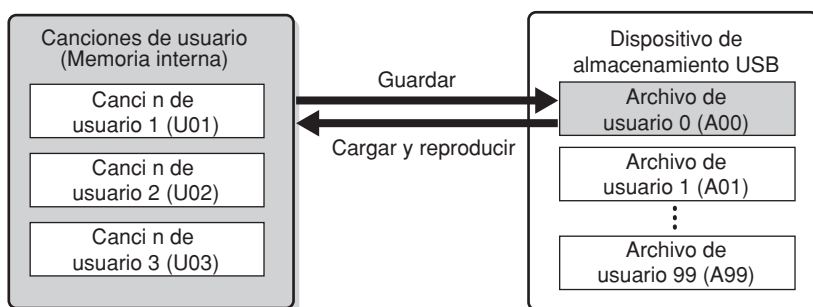 Canciones de usuario
(Memoria interna)
Canci n de
usuario 1 (U01)
Canci n de
usuario 2 (U02)
Canci n de
usuario 3 (U03)
Guardar
Cargar y reproducir
Dispositivo de
almacenamiento USB
Archivo de
usuario 0 (A00)
Archivo de
usuario 1 (A01)
Archivo de
usuario 99 (A99)